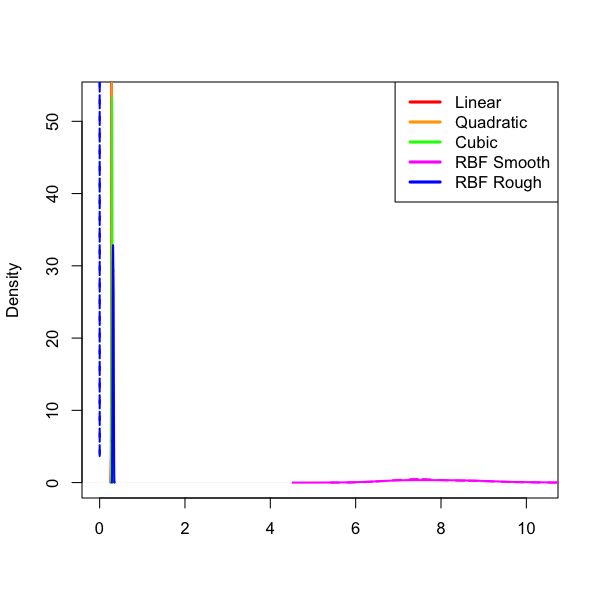 Linear
Quadratic
Cubic
RBF Smooth
RBF Rough
Density
50
40
30
20
10
0
0 2 4 6 8 10